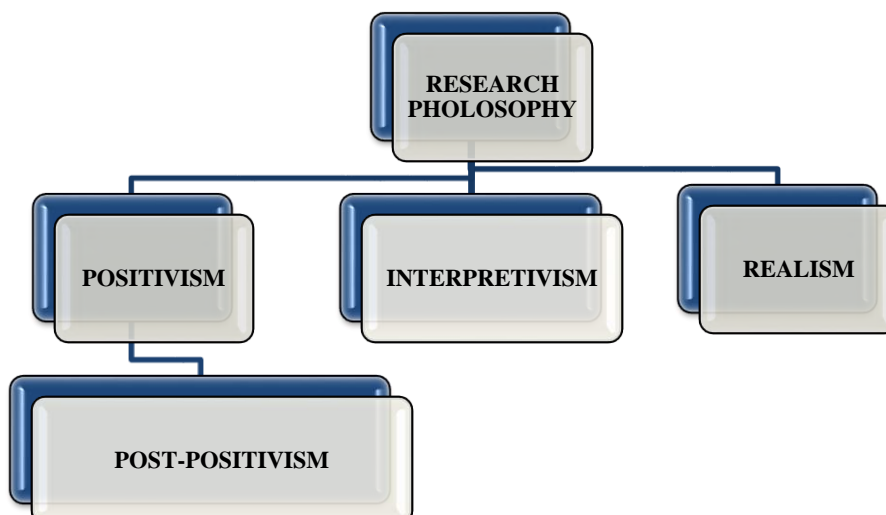 RESEARCH
PHOLOSOPHY
POSITIVISM
INTERPRETIVISM
REALISM
POST-POSITIVISM